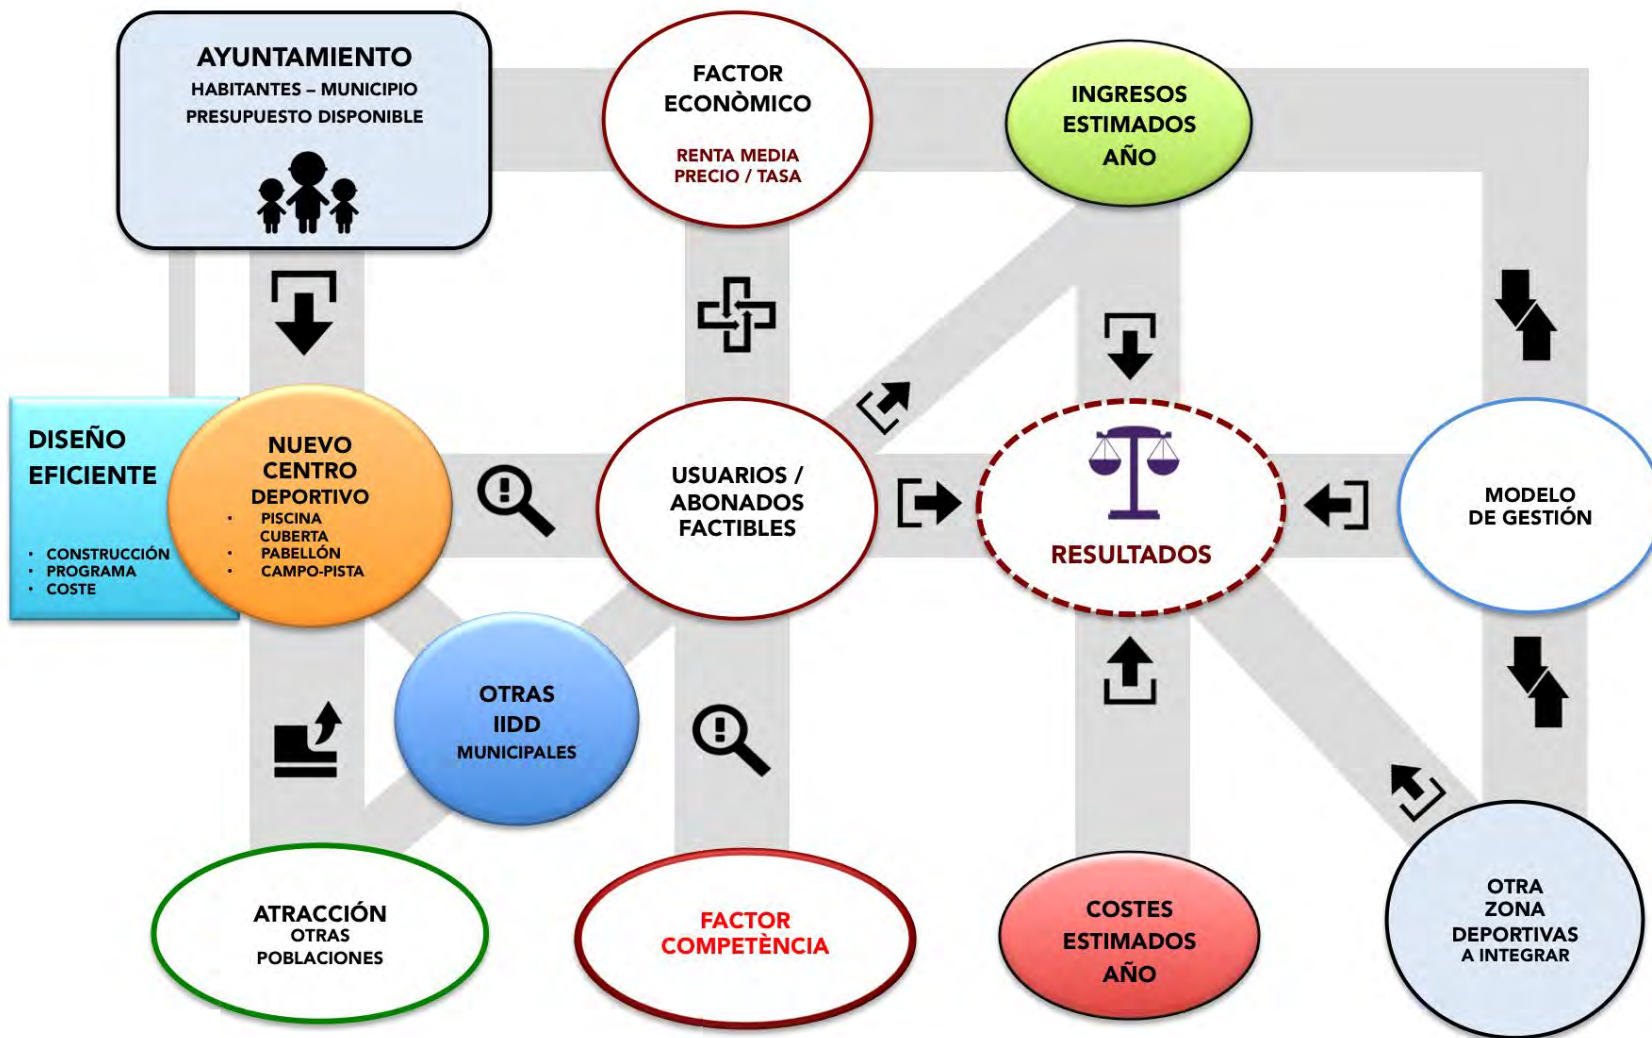 AYUNTAMIENTO
HABITANTES – MUNICIPIO
PRESUPUESTO DISPONIBLE
FACTOR
ECONÒMICO
RENTA MEDIA
PRECIO / TASA
INGRESOS
ESTIMADOS
AÑO
DISEÑO
EFICIENTE
• CONSTRUCCIÓN
• PROGRAMA
• COSTE
NUEVO
CENTRO
DEPORTIVO
• PISCINA
CUBERTA
• PABELLÓN
• CAMPO-PISTA
USUARIOS /
ABONADOS
FACTIBLES
RESULTADOS
MODELO
DE GESTIÓN
OTRAS
IIDD
MUNICIPALES
ATRACCIÓN
OTRAS
POBLACIONES
FACTOR
COMPETÈNCIA
COSTES
ESTIMADOS
AÑO
OTRA
ZONA
DEPORTIVAS
A INTEGRAR